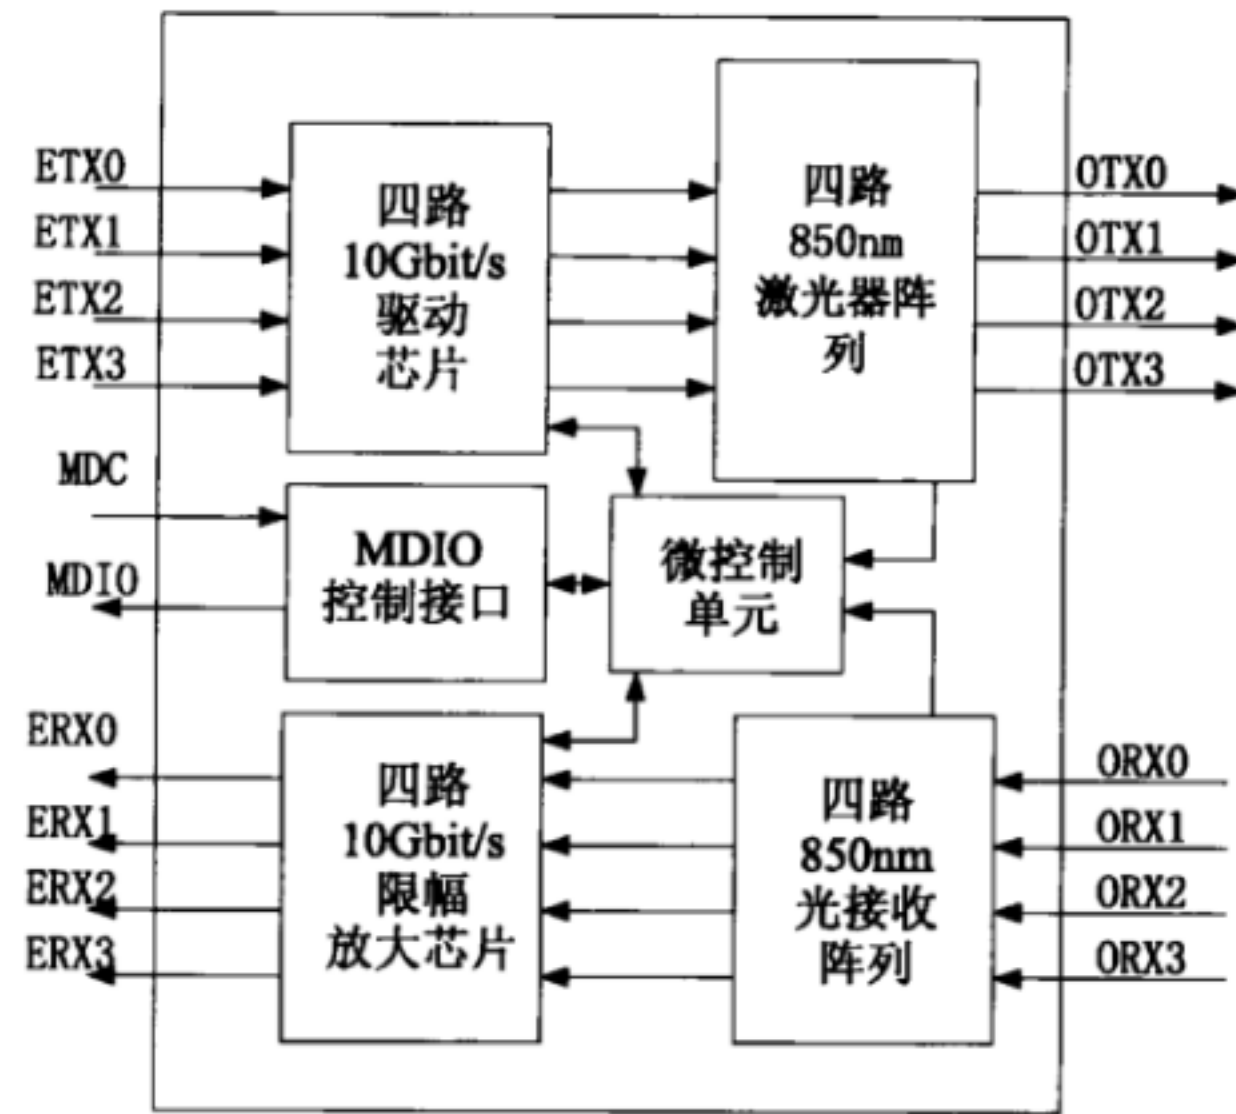 ETX0
ETX1
ETX2
ETX3
四路
10Gbit/s
驱动
芯片
四路
850nm
激光器阵
列
OTX0
OTX1
OTX2
OTX3
MDC
MDIO
MDIO
控制接口
微控制
单元
ERX0
ERX1
ERX2
ERX3
四路
10Gbit/s
限幅
放大芯片
四路
850nm
光接收
阵列
ORX0
ORX1
ORX2
ORX3